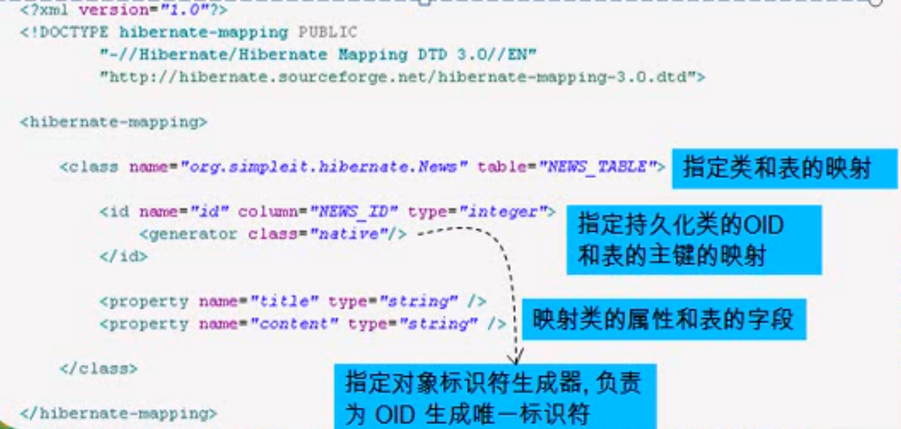 <?xml version="1.0"?>
<!DOCTYPE hibernate-mapping PUBLIC
"-//Hibernate/Hibernate Mapping DTD 3.0//EN"
"http://hibernate.sourceforge.net/hibernate-mapping-3.0.dtd">
<hibernate-mapping>
<class name="org.simpleit.hibernate.News" table="NEWS_TABLE"> 指定类和表的映射
<id name="id" column="NEWS_ID" type="integer">
<generator class="native"/>
</id>
指定持久化类的OID
和表的主键的映射
<property name="title" type="string" />
<property name="content" type="string" />
映射类的属性和表的字段
</class>
指定对象标识符生成器, 负责
为 OID 生成唯一标识符
</hibernate-mapping>